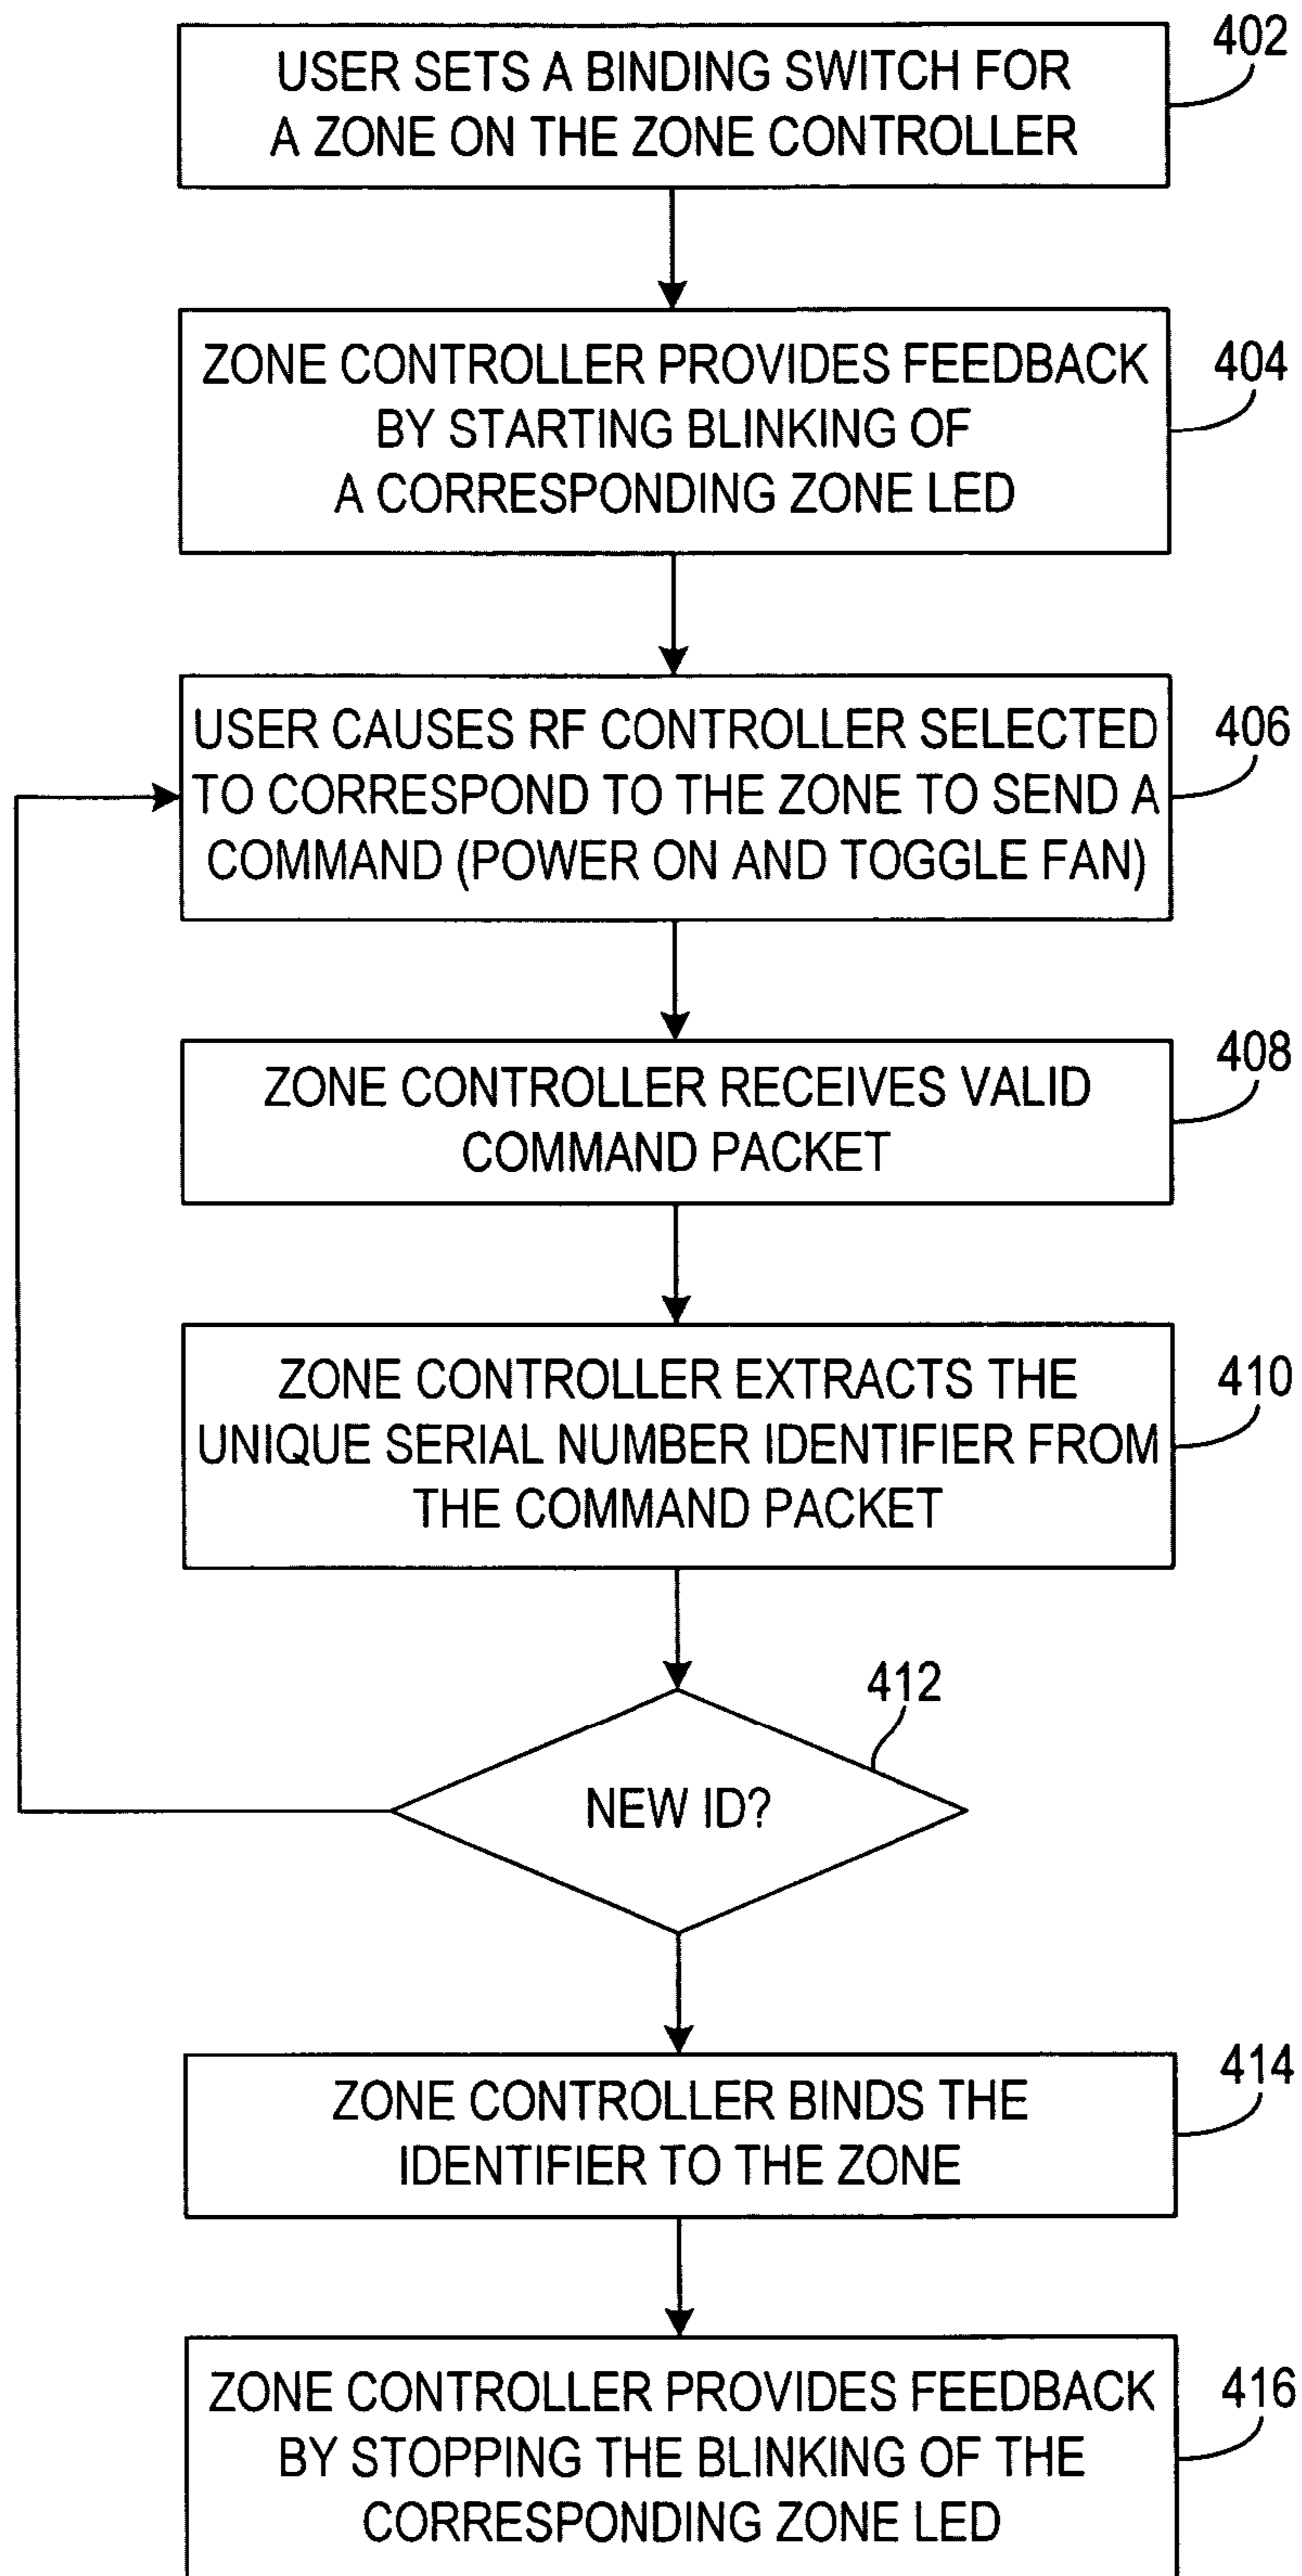 402
USER SETS A BINDING SWITCH FOR
A ZONE ON THE ZONE CONTROLLER
404
ZONE CONTROLLER PROVIDES FEEDBACK
BY STARTING BLINKING OF
A CORRESPONDING ZONE LED
406
USER CAUSES RF CONTROLLER SELECTED
TO CORRESPOND TO THE ZONE TO SEND A
COMMAND (POWER ON AND TOGGLE FAN)
408
ZONE CONTROLLER RECEIVES VALID
COMMAND PACKET
410
ZONE CONTROLLER EXTRACTS THE
UNIQUE SERIAL NUMBER IDENTIFIER FROM
THE COMMAND PACKET
412
NEW ID?
414
ZONE CONTROLLER BINDS THE
IDENTIFIER TO THE ZONE
416
ZONE CONTROLLER PROVIDES FEEDBACK
BY STOPPING THE BLINKING OF THE
CORRESPONDING ZONE LED